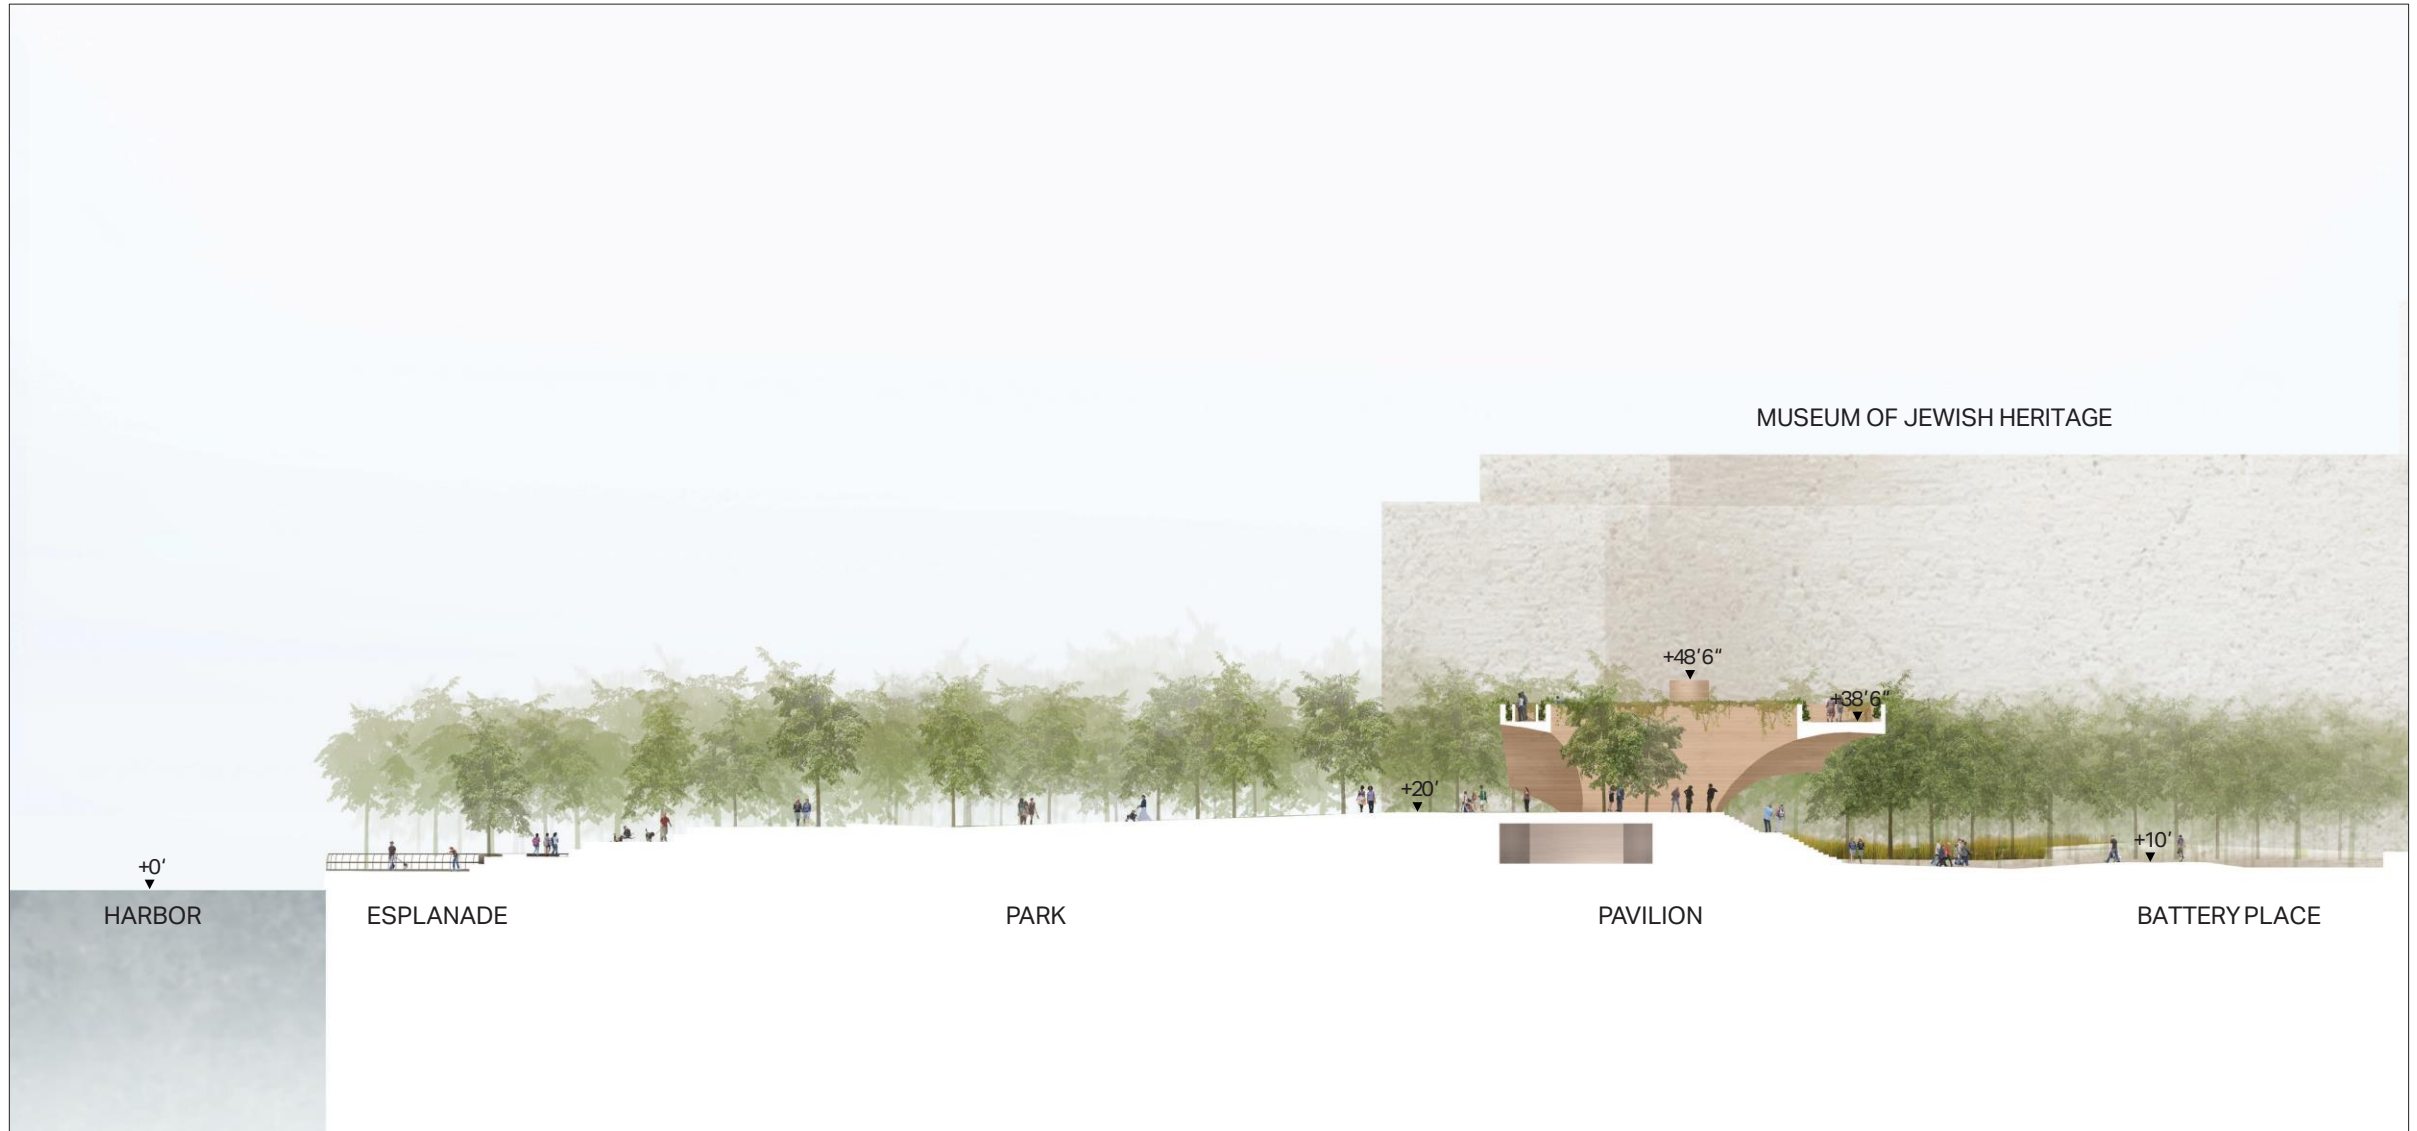 MUSEUM OF JEWISH HERITAGE
+48'6"
+38'6"
+20'
+10'
+0'
HARBOR
ESPLANADE
PARK
PAVILION
BATTERY PLACE